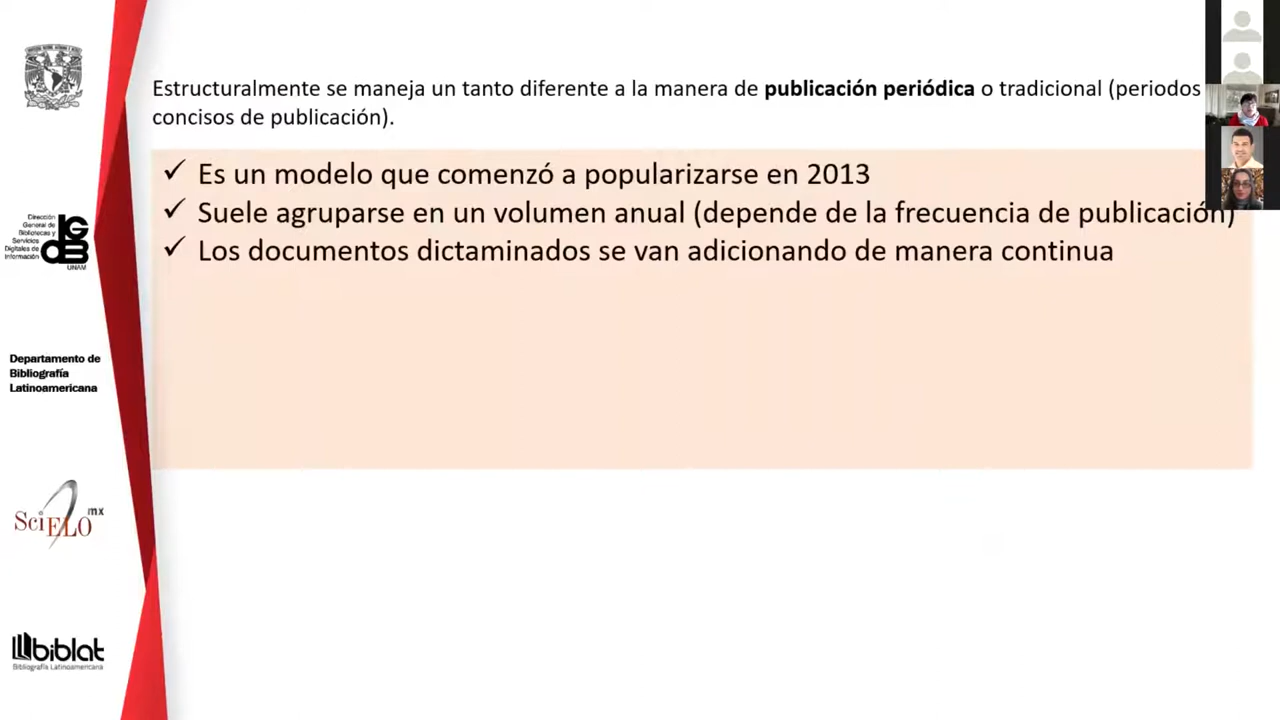 Estructuralmente se maneja un tanto diferente a la manera de publicación periódica o tradicional (periodos
concisos de publicación).
✓ Es un modelo que comenzó a popularizarse en 2013
✓ Suele agruparse en un volumen anual (depende de la frecuencia de publicación)
✓ Los documentos dictaminados se van adicionando de manera continua
Dirección
General de
Bibliotecas y
Servicios
Digitales de
Información
UNAM
Departamento de
Bibliografía
Latinoamericana
SciELO mx
biblat
Bibliografía Latinoamericana